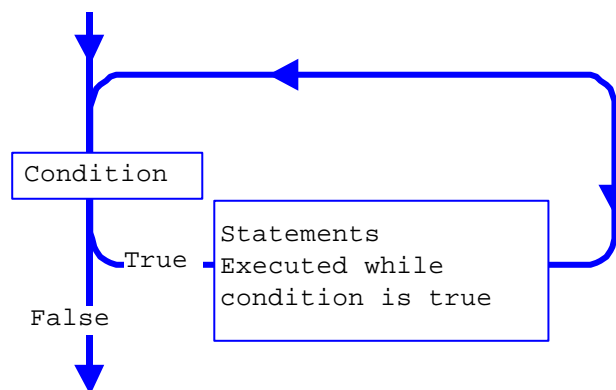 Condition
True
Statements
Executed while
condition is true
False